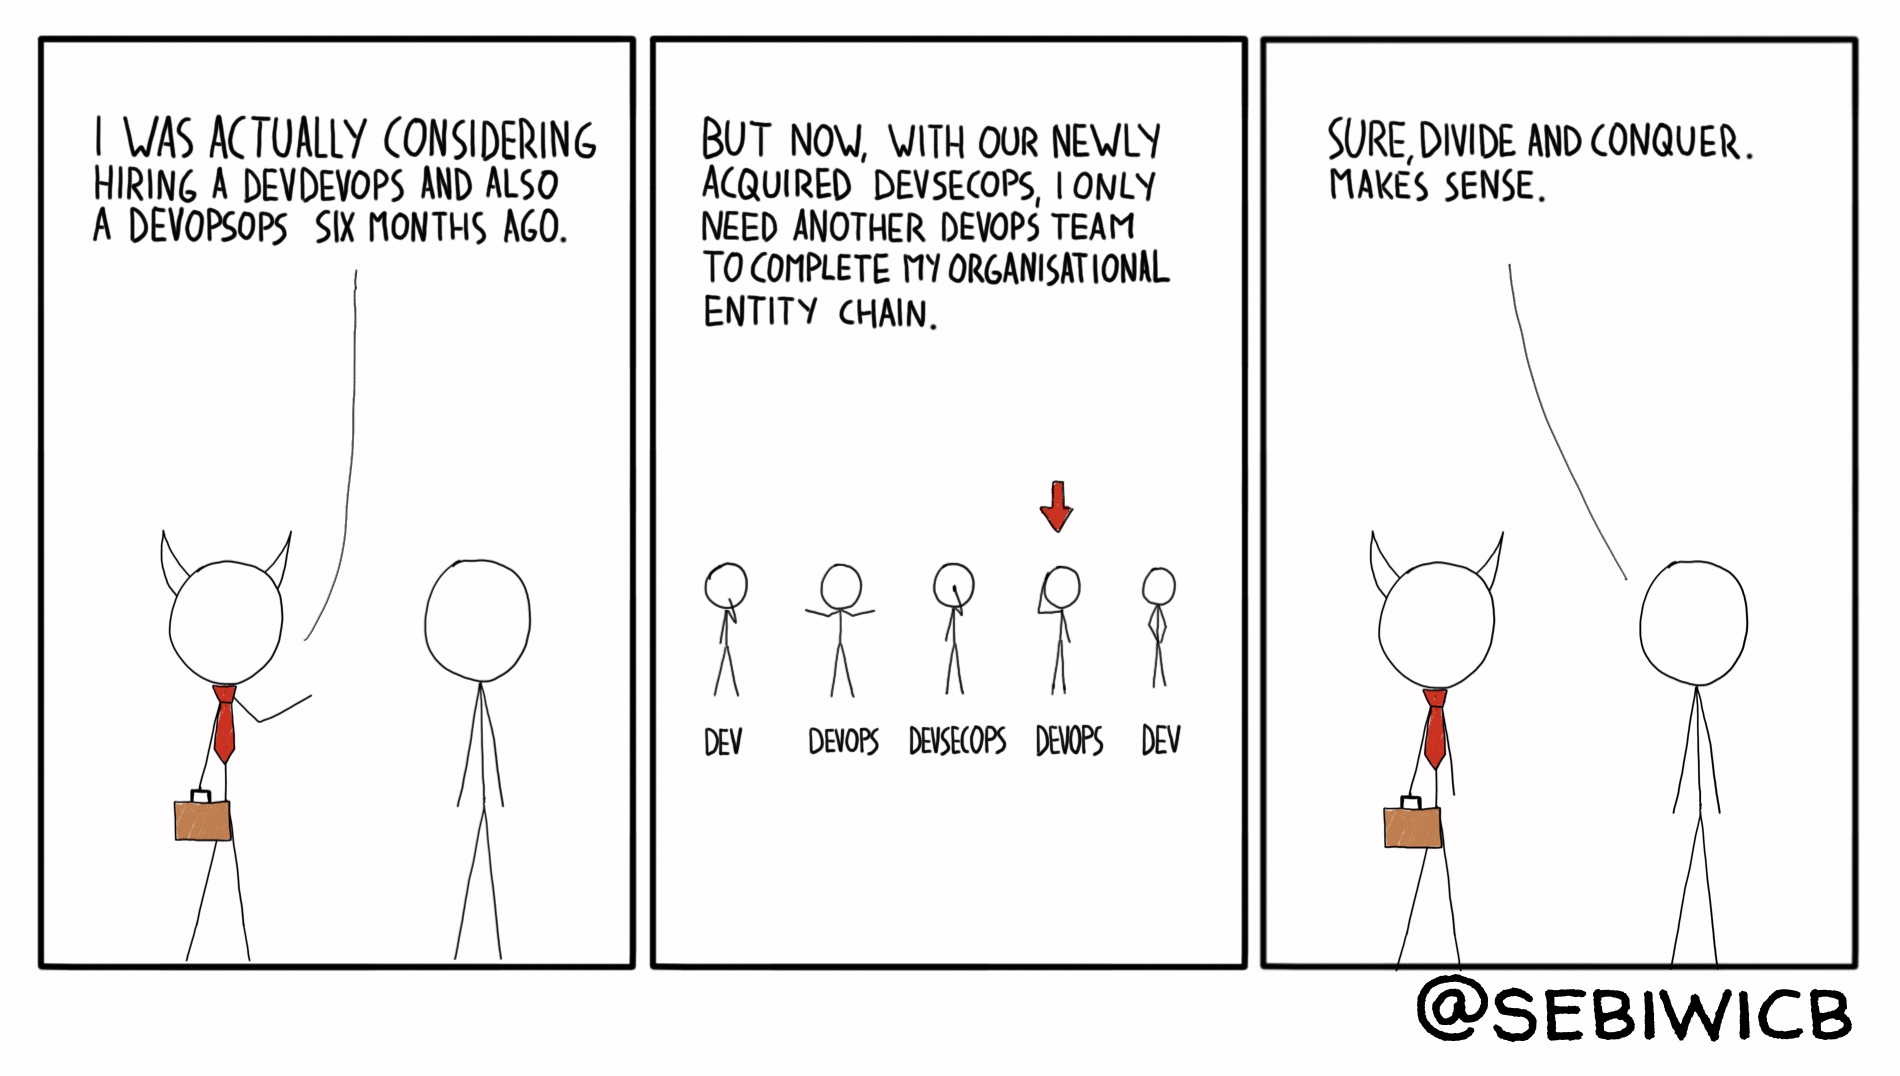 I WAS ACTUALLY CONSIDERING
HIRING A DEVDEVOPS AND ALSO
A DEVOPSOPS SIX MONTHS AGO.
BUT NOW, WITH OUR NEWLY
ACQUIRED DEVSECOPS, I ONLY
NEED ANOTHER DEVOPS TEAM
TO COMPLETE MY ORGANISATIONAL
ENTITY CHAIN.
DEV DEVOPS DEVSECOPS DEVOPS DEV
SURE, DIVIDE AND CONQUER.
MAKES SENSE.
@SEBIWICB